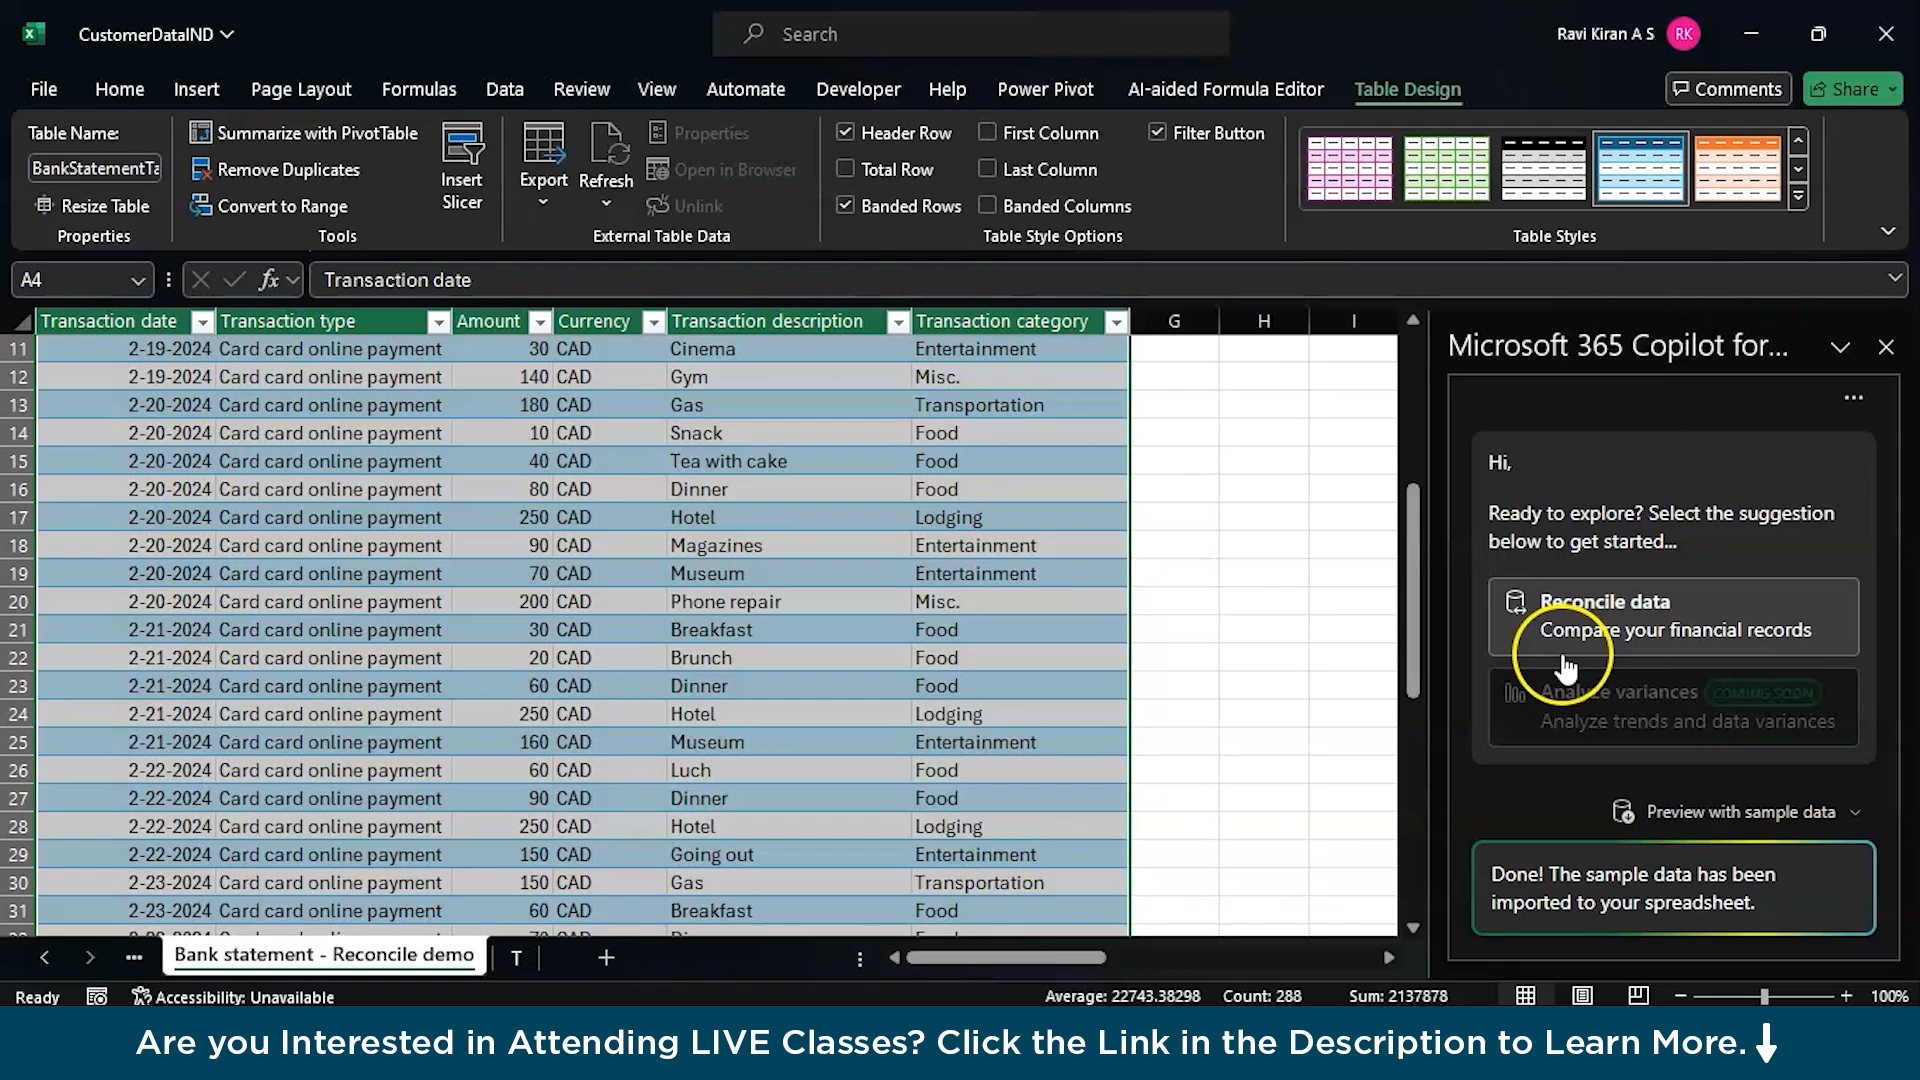 CustomerDataIND
Search
Ravi Kiran A S
RK
File Home Insert Page Layout Formulas Data Review View Automate Developer Help Power Pivot AI-aided Formula Editor Table Design
Comments
Share
Table Name:
BankStatementTa
Resize Table
Properties
Summarize with PivotTable
Remove Duplicates
Convert to Range
Tools
Insert
Slicer
Export
Refresh
Properties
Open in Browser
Unlink
External Table Data
Header Row
First Column
Filter Button
Total Row
Last Column
Banded Rows
Banded Columns
Table Style Options
Table Styles
A4
fx
Transaction date
Transaction date Transaction type Amount Currency Transaction description Transaction category G H I
11 2-19-2024 Card card online payment 30 CAD Cinema Entertainment
12 2-19-2024 Card card online payment 140 CAD Gym Misc.
13 2-20-2024 Card card online payment 180 CAD Gas Transportation
14 2-20-2024 Card card online payment 10 CAD Snack Food
15 2-20-2024 Card card online payment 40 CAD Tea with cake Food
16 2-20-2024 Card card online payment 80 CAD Dinner Food
17 2-20-2024 Card card online payment 250 CAD Hotel Lodging
18 2-20-2024 Card card online payment 90 CAD Magazines Entertainment
19 2-20-2024 Card card online payment 70 CAD Museum Entertainment
20 2-20-2024 Card card online payment 200 CAD Phone repair Misc.
21 2-21-2024 Card card online payment 30 CAD Breakfast Food
22 2-21-2024 Card card online payment 20 CAD Brunch Food
23 2-21-2024 Card card online payment 60 CAD Dinner Food
24 2-21-2024 Card card online payment 250 CAD Hotel Lodging
25 2-21-2024 Card card online payment 160 CAD Museum Entertainment
26 2-22-2024 Card card online payment 60 CAD Luch Food
27 2-22-2024 Card card online payment 90 CAD Dinner Food
28 2-22-2024 Card card online payment 250 CAD Hotel Lodging
29 2-22-2024 Card card online payment 150 CAD Going out Entertainment
30 2-23-2024 Card card online payment 150 CAD Gas Transportation
31 2-23-2024 Card card online payment 60 CAD Breakfast Food
Microsoft 365 Copilot for...
Hi,
Ready to explore? Select the suggestion
below to get started...
Reconcile data
Compare your financial records
Analyze variances COMING SOON
Analyze trends and data variances
Preview with sample data
Done! The sample data has been
imported to your spreadsheet.
Bank statement - Reconcile demo
T
Ready
Accessibility: Unavailable
Average: 22743.38298 Count: 288 Sum: 2137878
100%
Are you Interested in Attending LIVE Classes? Click the Link in the Description to Learn More.